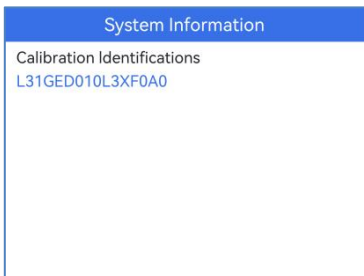 System Information
Calibration Identifications
L31GED010L3XF0A0